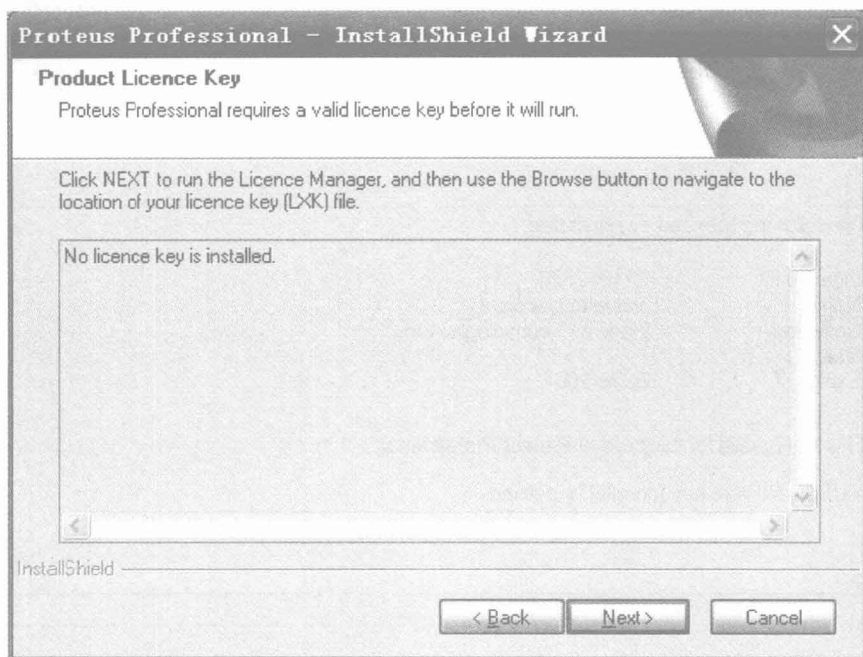 Proteus Professional - InstallShield Wizard
Product Licence Key
Proteus Professional requires a valid licence key before it will run.
Click NEXT to run the Licence Manager, and then use the Browse button to navigate to the
location of your licence key (LXK) file.
No licence key is installed.
InstallShield
< Back
Next >
Cancel